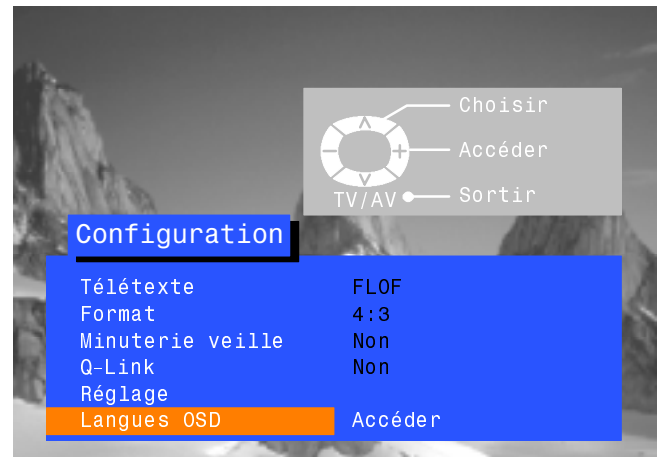 Choisir
Accéder
TV/AV Sortir
Configuration
Télétexte FLOF
Format 4:3
Minuterie veille Non
Q-Link Non
Réglage
Langues OSD Accéder